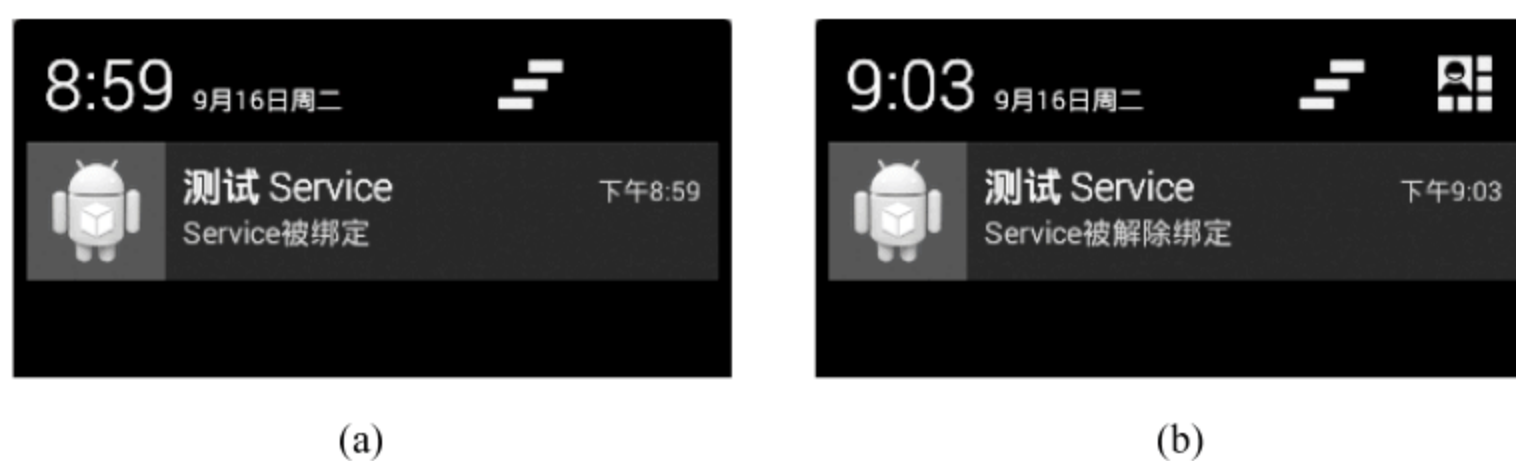 8:59 9月16日周二
测试 Service 下午8:59
Service被绑定
(a)
9:03 9月16日周二
测试 Service 下午9:03
Service被解除绑定
(b)